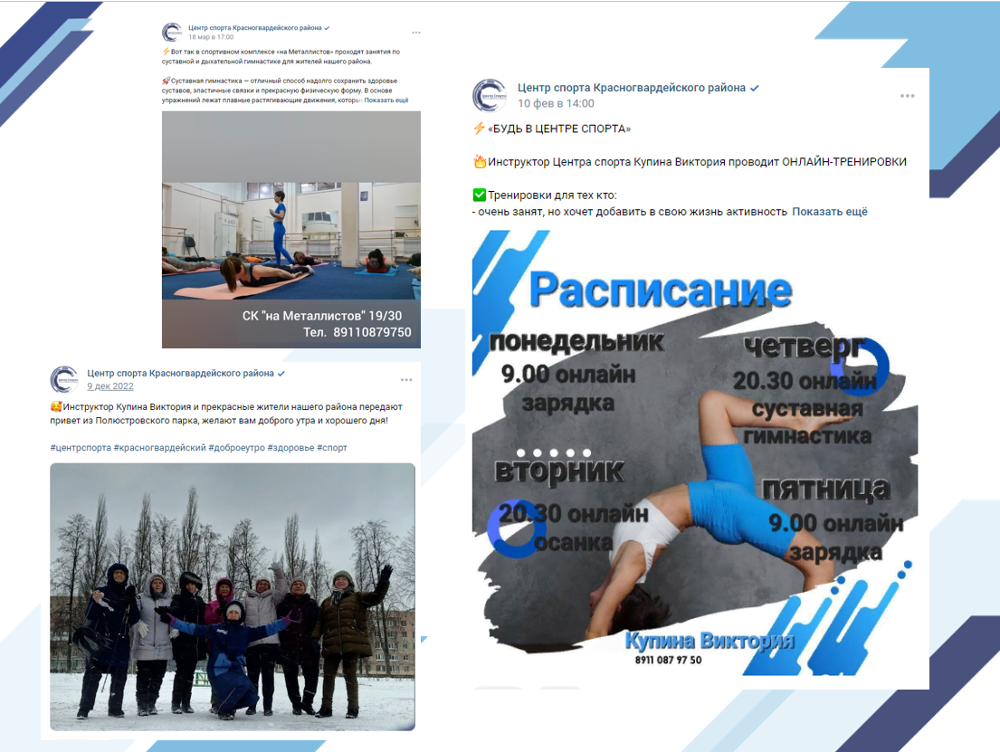 Центр спорта Красногвардейского района
18 мар в 17:00
⚡Вот так в спортивном комплексе «на Металлистов» проходят занятия по
суставной и дыхательной гимнастике для жителей нашего района.
🚀Суставная гимнастика — отличный способ надолго сохранить здоровье
суставов, эластичные связки и прекрасную физическую форму. В основе
упражнений лежат плавные растягивающие движения, которы Показать ещё
СК "на Металлистов" 19/30
Тел. 89110879750
Центр спорта Красногвардейского района
9 дек 2022
🥰Инструктор Купина Виктория и прекрасные жители нашего района передают
привет из Полюстровского парка, желают вам доброго утра и хорошего дня!
#центрспорта #красногвардейский #доброеутро #здоровье #спорт
Центр спорта Красногвардейского района
10 фев в 14:00
⚡«БУДЬ В ЦЕНТРЕ СПОРТА»
🔥Инструктор Центра спорта Купина Виктория проводит ОНЛАЙН-ТРЕНИРОВКИ
✅Тренировки для тех кто:
- очень занят, но хочет добавить в свою жизнь активность Показать ещё
Расписание
понедельник
9.00 онлайн
зарядка
вторник
20.30 онлайн
осанка
четверг
20.30 онлайн
суставная
гимнастика
пятница
9.00 онлайн
зарядка
Купина Виктория
8911 087 97 50